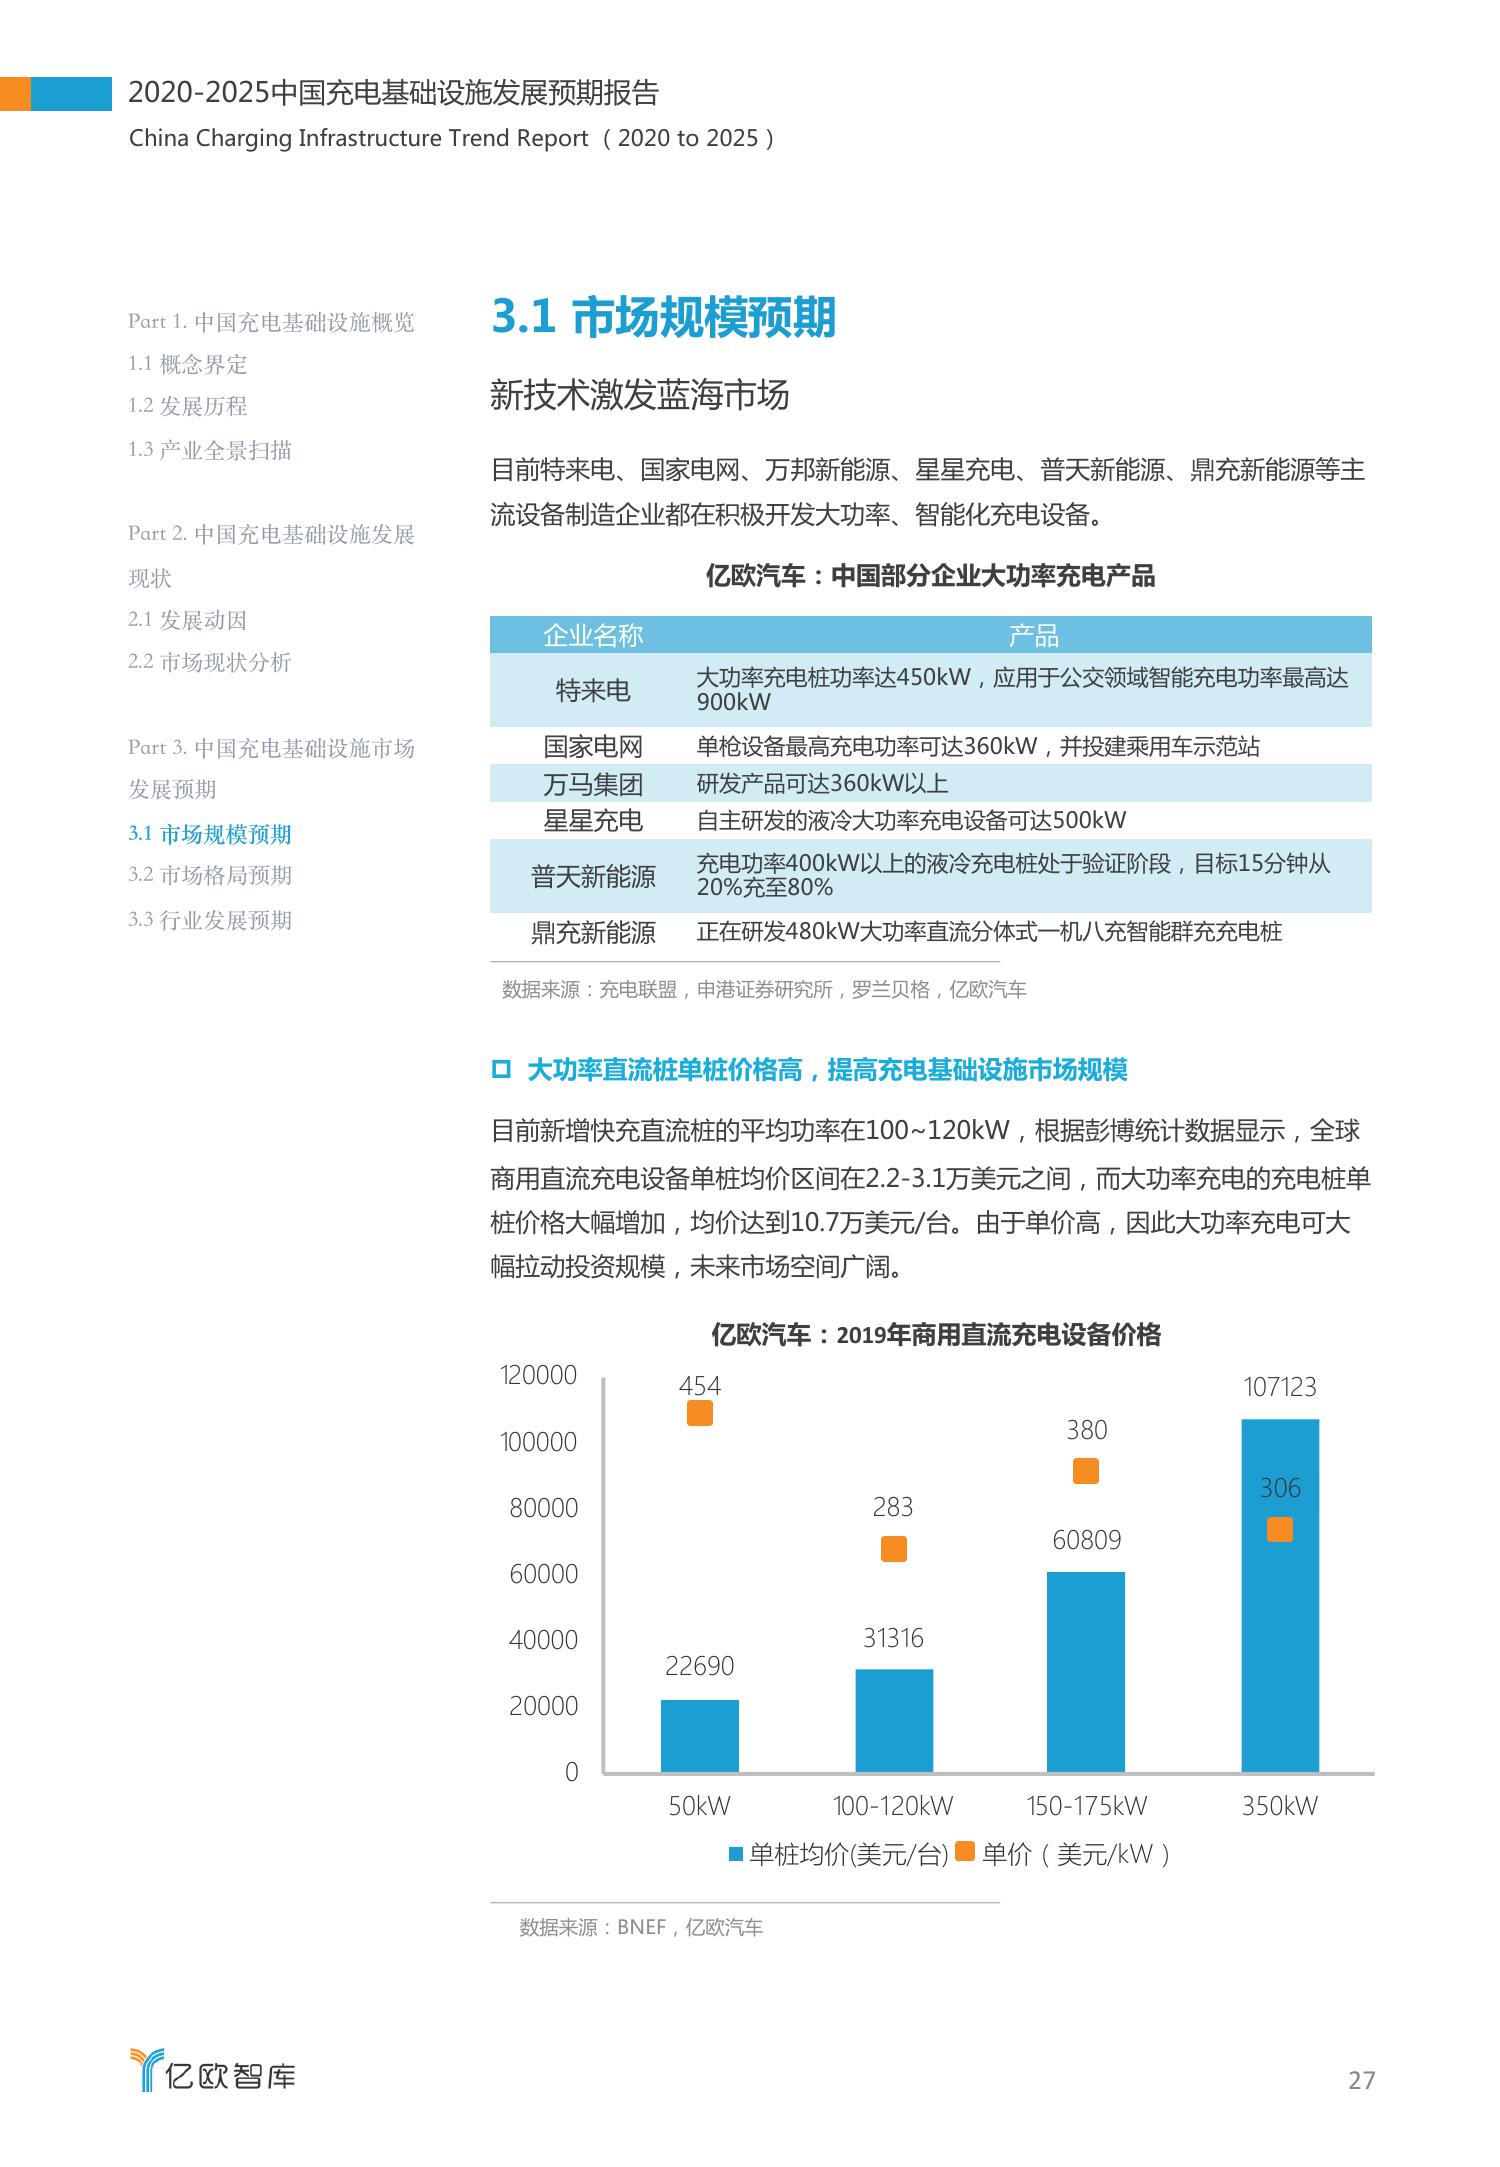 2020-2025中国充电基础设施发展预期报告
China Charging Infrastructure Trend Report（2020 to 2025）
Part 1. 中国充电基础设施概览
1.1 概念界定
1.2 发展历程
1.3 产业全景扫描
Part 2. 中国充电基础设施发展
现状
2.1 发展动因
2.2 市场现状分析
Part 3. 中国充电基础设施市场
发展预期
3.1 市场规模预期
3.2 市场格局预期
3.3 行业发展预期
3.1 市场规模预期
新技术激发蓝海市场
目前特来电、国家电网、万邦新能源、星星充电、普天新能源、鼎充新能源等主
流设备制造企业都在积极开发大功率、智能化充电设备。
亿欧汽车：中国部分企业大功率充电产品
企业名称 产品
特来电 大功率充电桩功率达450kW，应用于公交领域智能充电功率最高达
900kW
国家电网 单枪设备最高充电功率可达360kW，并投建乘用车示范站
万马集团 研发产品可达360kW以上
星星充电 自主研发的液冷大功率充电设备可达500kW
普天新能源 充电功率400kW以上的液冷充电桩处于验证阶段，目标15分钟从
20%充至80%
鼎充新能源 正在研发480kW大功率直流分体式一机八充智能群充充电桩
数据来源：充电联盟，申港证券研究所，罗兰贝格，亿欧汽车
大功率直流桩单桩价格高，提高充电基础设施市场规模
目前新增快充直流桩的平均功率在100~120kW，根据彭博统计数据显示，全球
商用直流充电设备单桩均价区间在2.2-3.1万美元之间，而大功率充电的充电桩单
桩价格大幅增加，均价达到10.7万美元/台。由于单价高，因此大功率充电可大
幅拉动投资规模，未来市场空间广阔。
亿欧汽车：2019年商用直流充电设备价格
120000
100000
80000
60000
40000
20000
0
454
283
380
306
22690
31316
60809
107123
50kW 100-120kW 150-175kW 350kW
单桩均价(美元/台) 单价（美元/kW）
数据来源：BNEF，亿欧汽车
亿欧智库
27